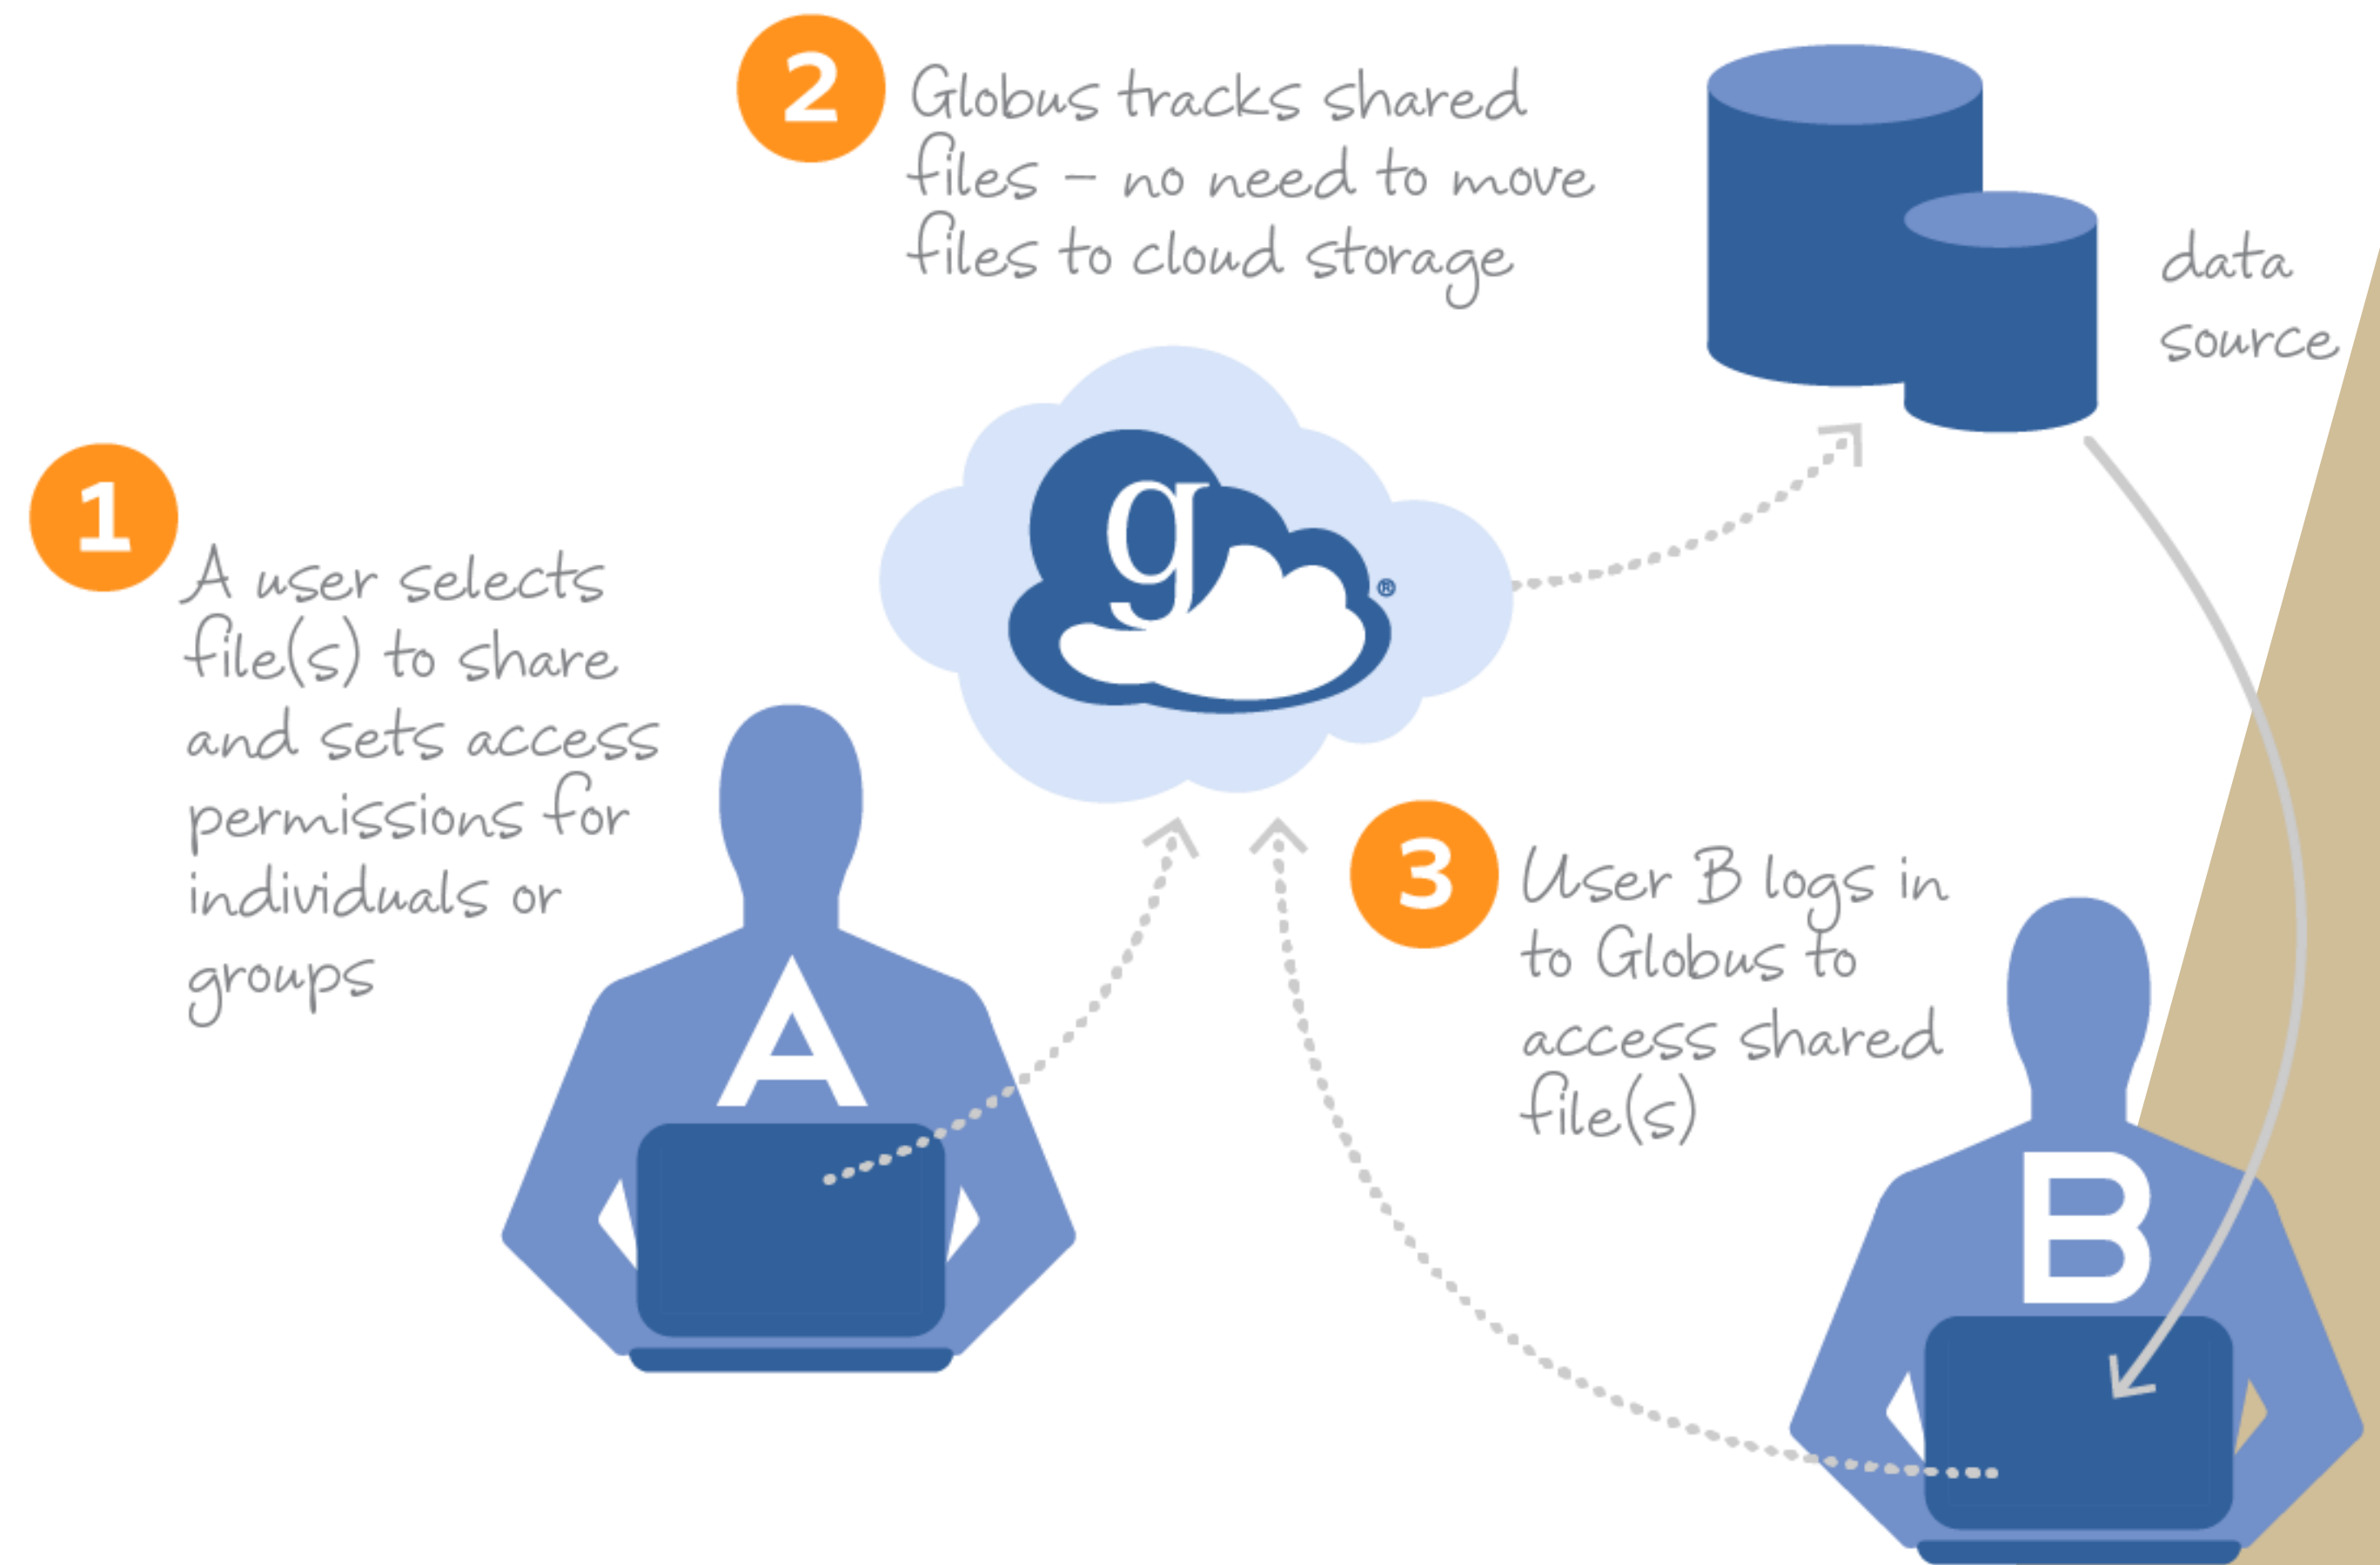 1
A user selects
file(s) to share
and sets access
permissions for
individuals or
groups
2
Globus tracks shared
files – no need to move
files to cloud storage
data
source
g
®
3
User B logs in
to Globus to
access shared
file(s)
A
B